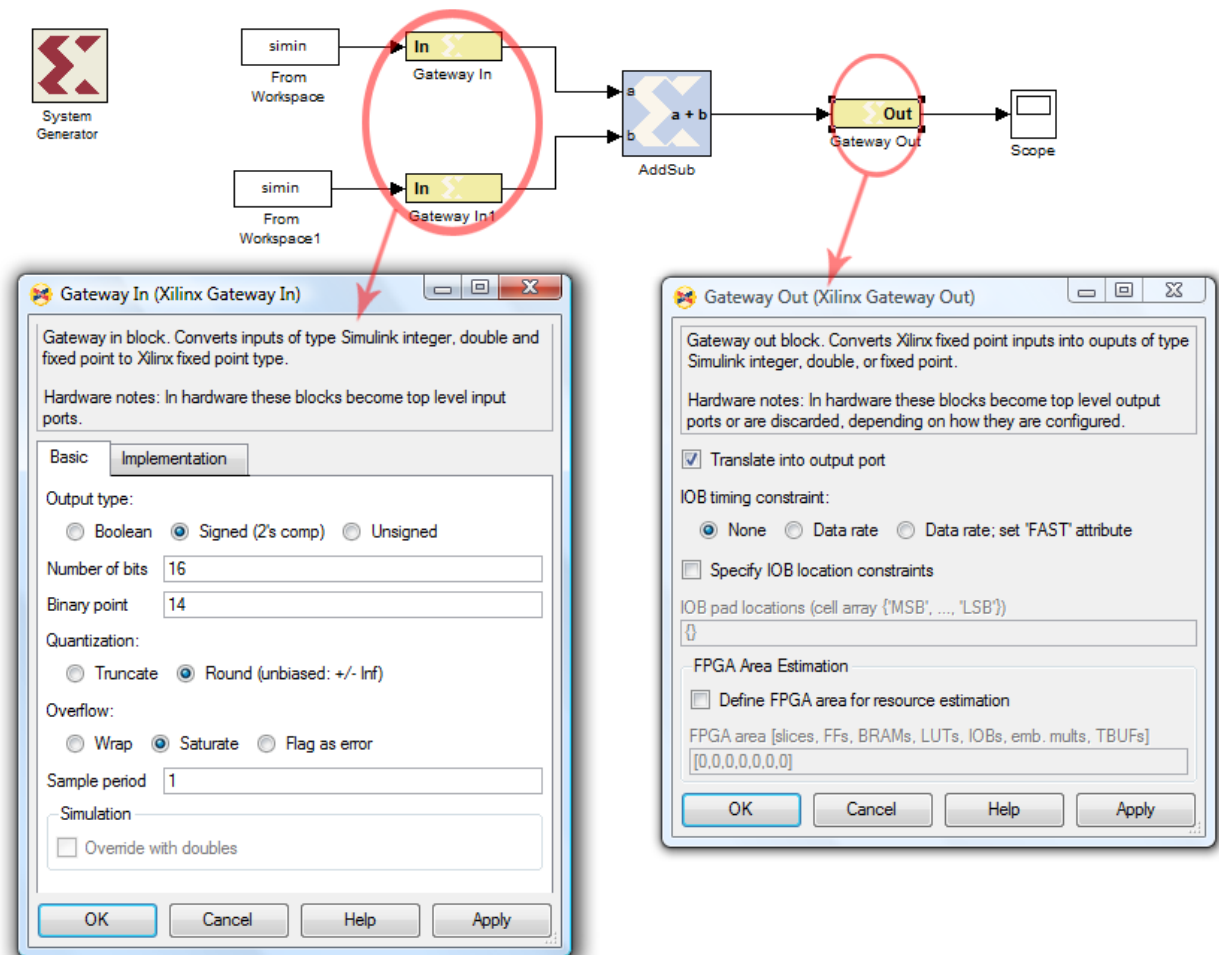 simin
From
Workspace
In
Gateway In
System
Generator
a
b
a + b
AddSub
Out
Gateway Out
Scope
simin
From
Workspace1
In
Gateway In1
Gateway In (Xilinx Gateway In)
Gateway in block. Converts inputs of type Simulink integer, double and
fixed point to Xilinx fixed point type.
Hardware notes: In hardware these blocks become top level input
ports.
Basic
Implementation
Output type:
Boolean
Signed (2's comp)
Unsigned
Number of bits
16
Binary point
14
Quantization:
Truncate
Round (unbiased: +/- Inf)
Overflow:
Wrap
Saturate
Flag as error
Sample period
1
Simulation
Override with doubles
OK
Cancel
Help
Apply
Gateway Out (Xilinx Gateway Out)
Gateway out block. Converts Xilinx fixed point inputs into ouputs of type
Simulink integer, double, or fixed point.
Hardware notes: In hardware these blocks become top level output
ports or are discarded, depending on how they are configured.
Translate into output port
IOB timing constraint:
None
Data rate
Data rate; set 'FAST' attribute
Specify IOB location constraints
IOB pad locations (cell array {'MSB', ..., 'LSB'})
{}
FPGA Area Estimation
Define FPGA area for resource estimation
FPGA area [slices, FFs, BRAMs, LUTs, IOBs, emb. mults, TBUFs]
[0,0,0,0,0,0,0]
OK
Cancel
Help
Apply